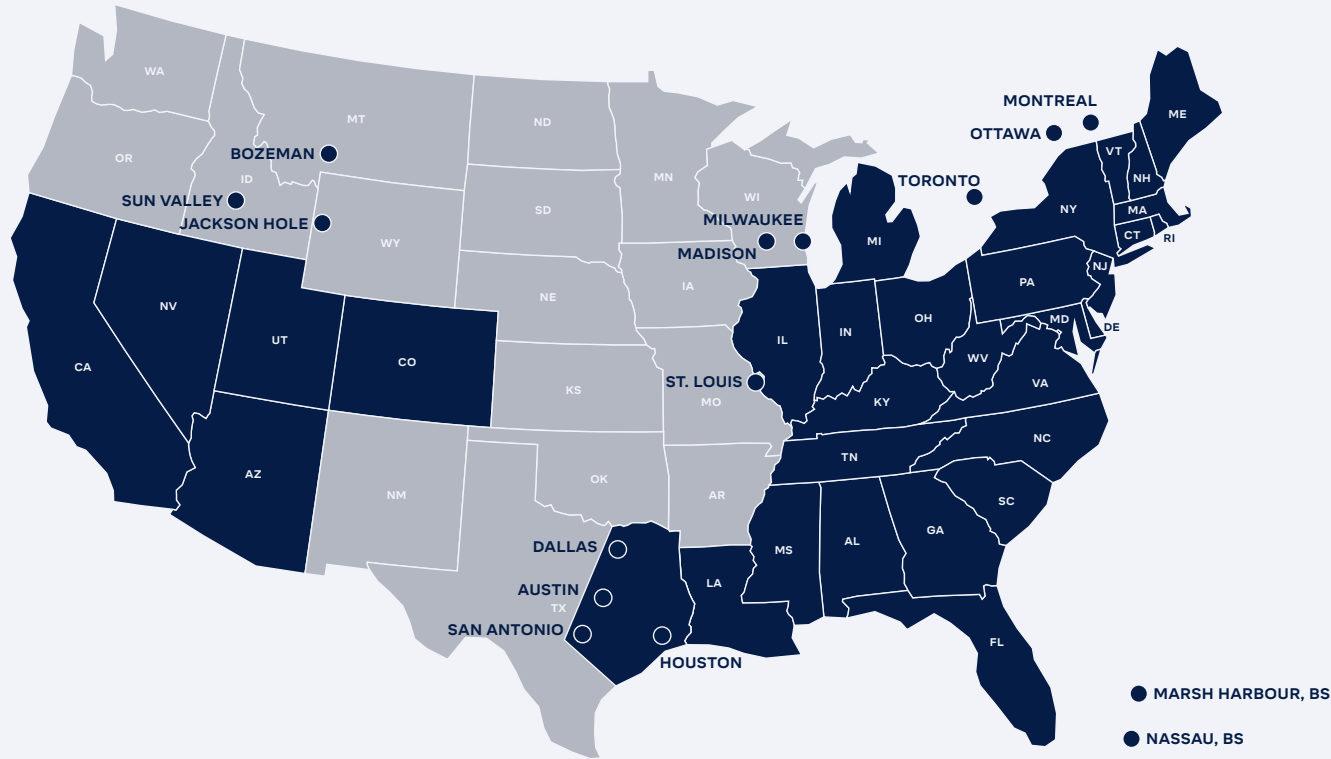 WA
MONTREAL
ME
MT
ND
OTTAWA
VT
BOZEMAN
OR
ID
MN
TORONTO
NH
SUN VALLEY
WI
MA
SD
NY
JACKSON HOLE
MILWAUKEE
CT
RI
WY
MI
MADISON
NJ
IA
PA
NE
NV
OH
MD
DE
IN
UT
IL
CO
WV
CA
ST. LOUIS
VA
KS
MO
KY
NC
TN
AZ
OK
NM
AR
SC
GA
AL
DALLAS
MS
LA
AUSTIN
TX
SAN ANTONIO
FL
HOUSTON
MARSH HARBOUR, BS
NASSAU, BS